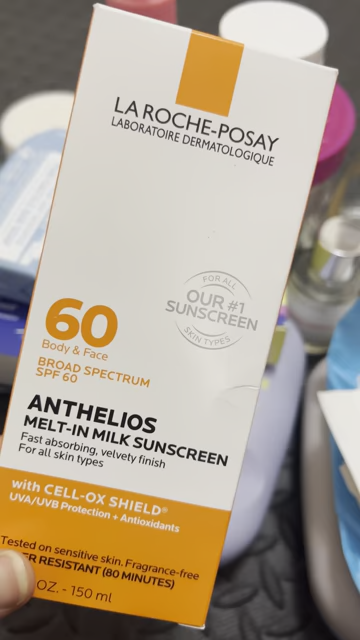 LA ROCHE-POSAY
LABORATOIRE DERMATOLOGIQUE
FOR ALL
OUR #1
SUNSCREEN
SKIN TYPES
60
Body & Face
BROAD SPECTRUM
SPF 60
ANTHELIOS
MELT-IN MILK SUNSCREEN
Fast absorbing, velvety finish
For all skin types
with CELL-OX SHIELD®
UVA/UVB Protection + Antioxidants
Tested on sensitive skin. Fragrance-free
RESISTANT (80 MINUTES)
OZ. - 150 ml